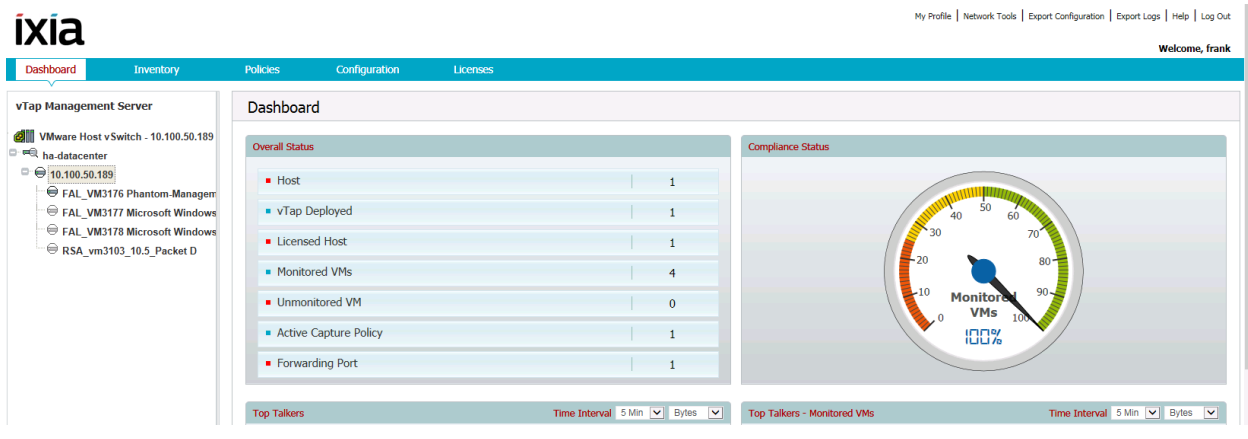 ixia
My Profile | Network Tools | Export Configuration | Export Logs | Help | Log Out
Welcome, frank
Dashboard Inventory Policies Configuration Licenses
vTap Management Server
VMware Host vSwitch - 10.100.50.189
ha-datacenter
10.100.50.189
FAL_VM3176 Phantom-Managem
FAL_VM3177 Microsoft Windows
FAL_VM3178 Microsoft Windows
RSA_vm3103_10.5_Packet D
Dashboard
Overall Status
Host 1
vTap Deployed 1
Licensed Host 1
Monitored VMs 4
Unmonitored VM 0
Active Capture Policy 1
Forwarding Port 1
Compliance Status
0 10 20 30 40 50 60 70 80 90 100
Monitored
VMs
100%
Top Talkers Time Interval 5 Min Bytes
Top Talkers - Monitored VMs Time Interval 5 Min Bytes